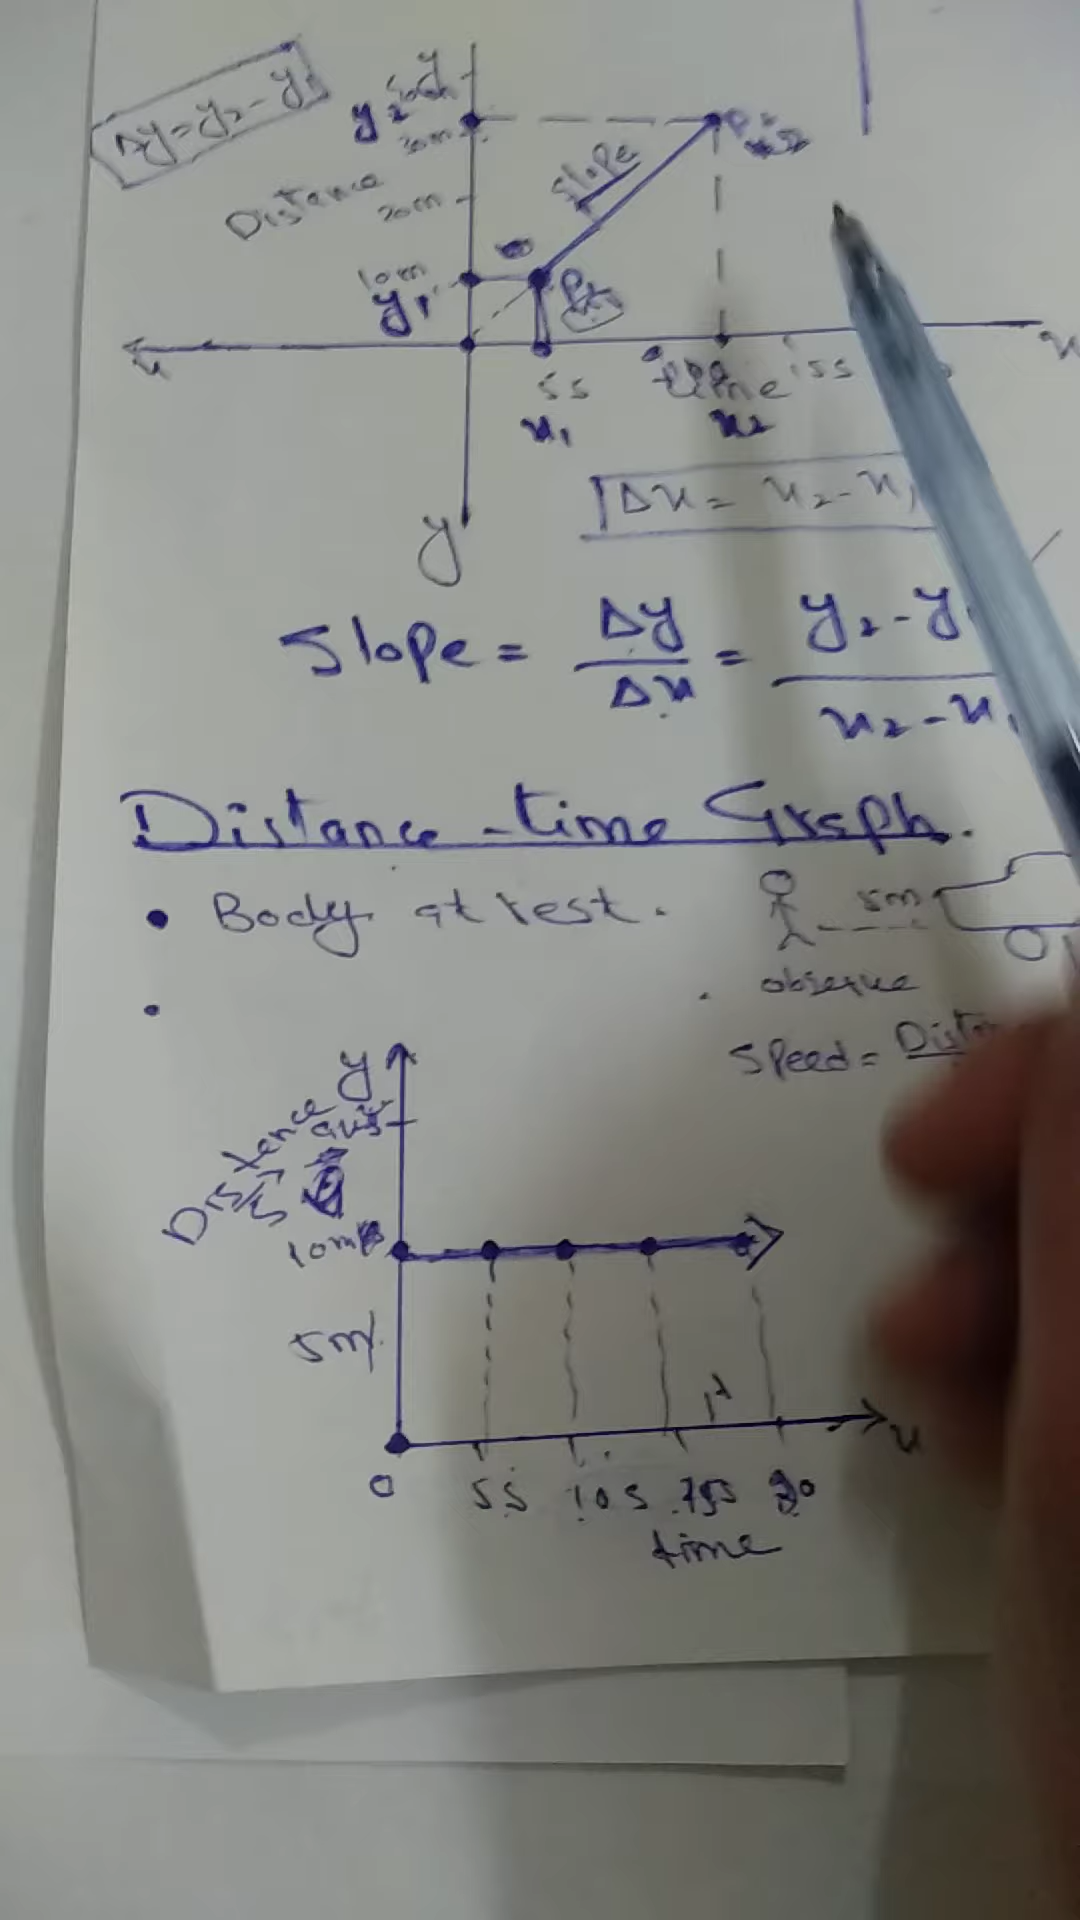 Δy = y₂ - y₁
y
y₂
30m
Distance
20m
slope
10m
y₁
P₁
x
5s
time
15s
x
x₁
x₂
Δx = x₂ - x₁
y
Slope = Δy/Δx = y₂ - y₁ / x₂ - x₁
Distance - time Graph.
• Body at rest.
5m
• observe
Speed = Dist
y
Distance
10m
5m
0
5s 10s 15s 20
x
time